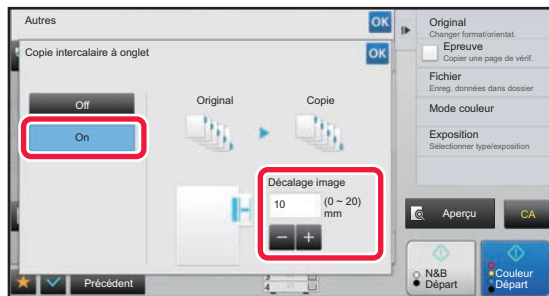 Autres
OK
Copie intercalaire à onglet
OK
Off
On
Original
Copie
Décalage image
10
(0 ~ 20)
mm
Précédent
Original
Changer format/orientat.
Epreuve
Copier une page de vérif.
Fichier
Enreg. données dans dossier
Mode couleur
Exposition
Sélectionner type/exposition
Aperçu
CA
N&B
Départ
Couleur
Départ